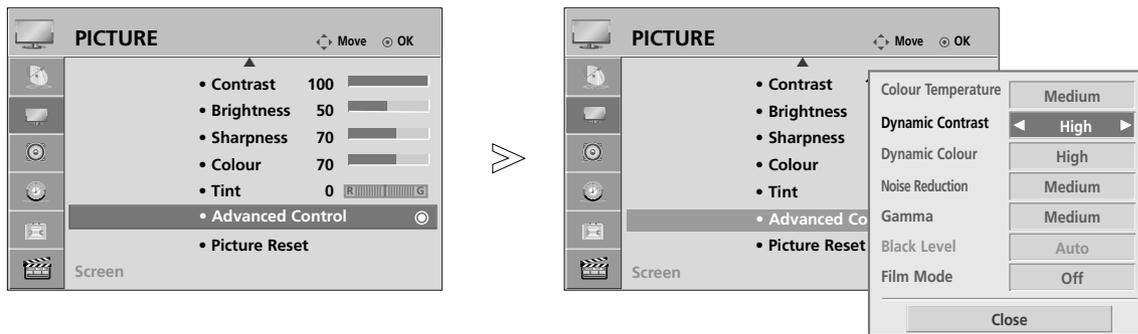 PICTURE
Move
OK
• Contrast 100
• Brightness 50
• Sharpness 70
• Colour 70
• Tint 0 R G
• Advanced Control
• Picture Reset
Screen
PICTURE
Move
OK
• Contrast
• Brightness
• Sharpness
• Colour
• Tint
• Advanced Co
• Picture Reset
Screen
Colour Temperature Medium
Dynamic Contrast High
Dynamic Colour High
Noise Reduction Medium
Gamma Medium
Black Level Auto
Film Mode Off
Close